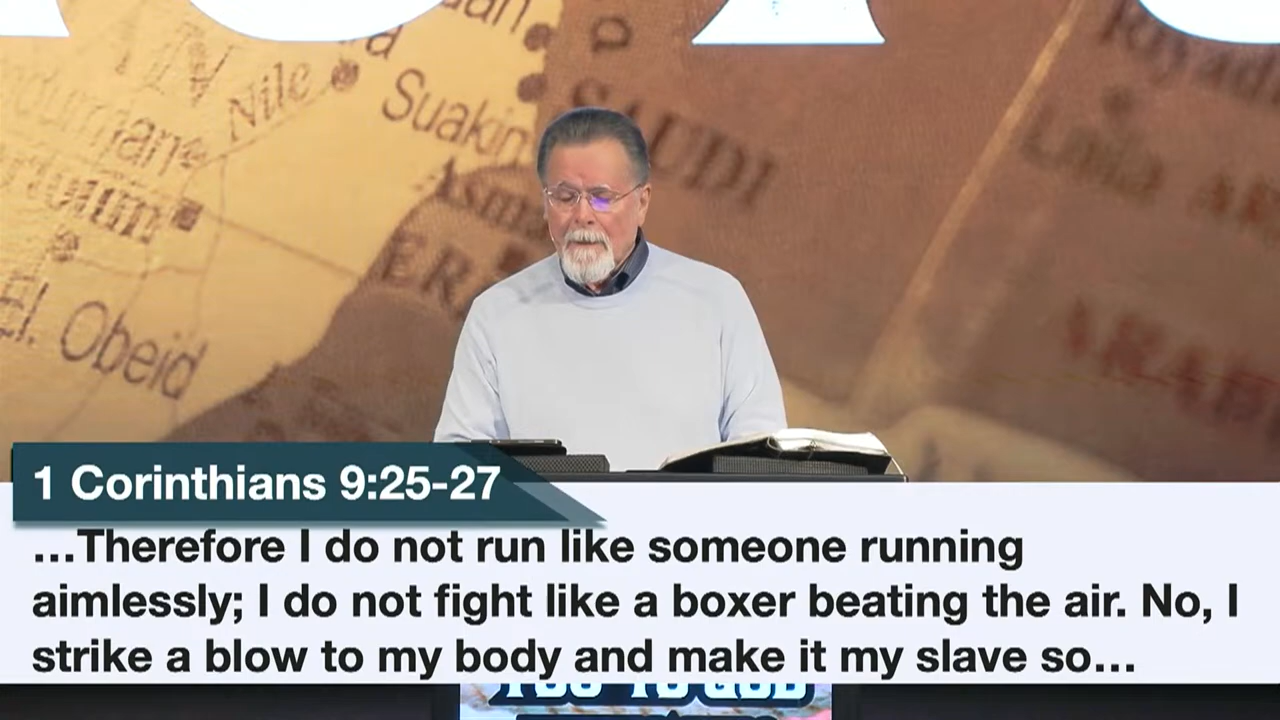 Nile
Suakin
SAUDI
El Obeid
1 Corinthians 9:25-27
...Therefore I do not run like someone running
aimlessly; I do not fight like a boxer beating the air. No, I
strike a blow to my body and make it my slave so...
TO GOD